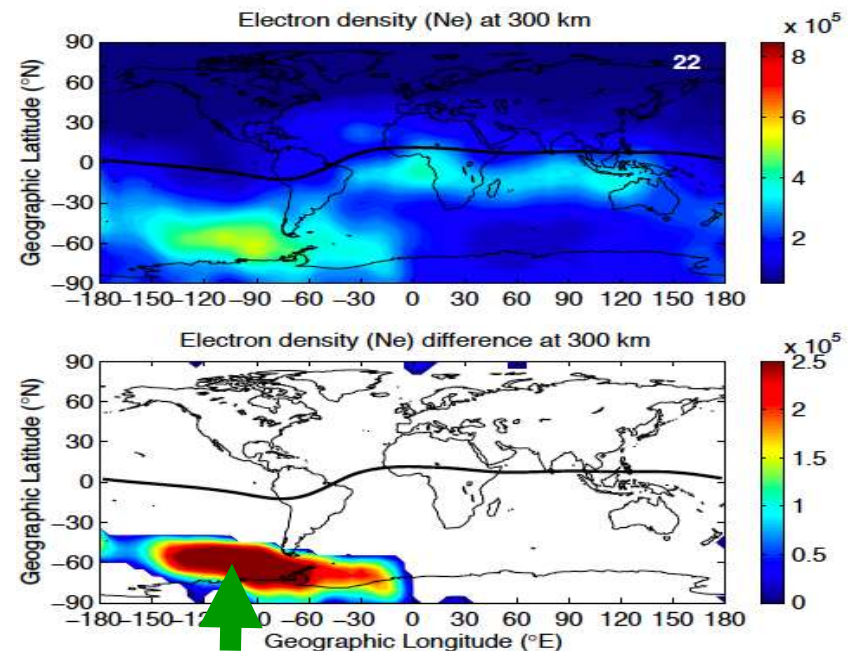 Electron density (Ne) at 300 km
x 10^5
90
60
30
0
−30
−60
−90
Geographic Latitude (°N)
22
8
6
4
2
−180−150−120 −90 −60 −30 0 30 60 90 120 150 180
Electron density (Ne) difference at 300 km
x 10^5
90
60
30
0
−30
−60
−90
Geographic Latitude (°N)
2.5
2
1.5
1
0.5
0
−180−150−120 −90 −60 −30 0 30 60 90 120 150 180
Geographic Longitude (°E)